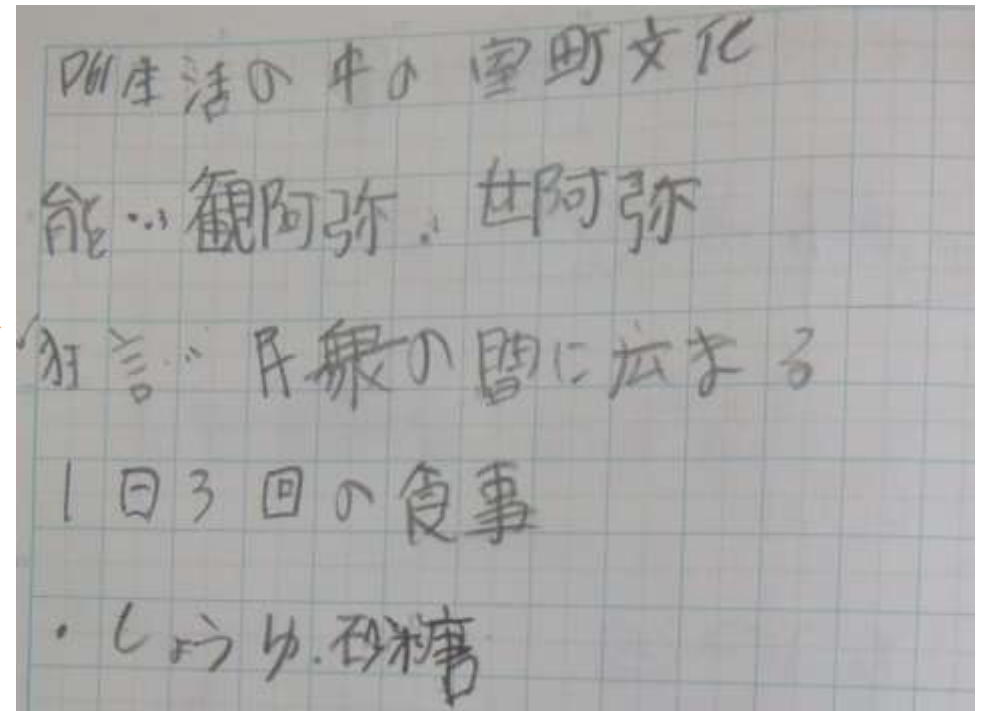 P61生活の中の室町文化
能…観阿弥、世阿弥
狂言…民衆の間に広まる
1日3回の食事
・しょうゆ.砂糖